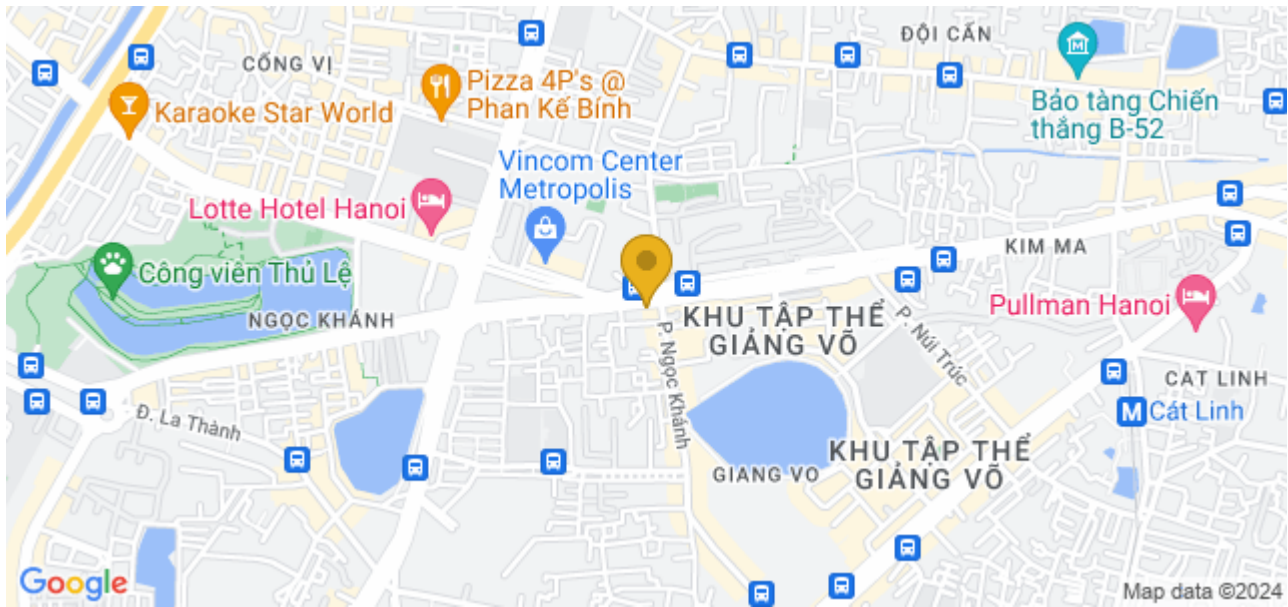 ĐỘI CẤN
CỐNG VỊ
Pizza 4P's @
Phan Kế Bính
Karaoke Star World
Bảo tàng Chiến
thắng B-52
Vincom Center
Metropolis
Lotte Hotel Hanoi
KIM MA
Công viên Thủ Lệ
Pullman Hanoi
NGỌC KHÁNH
KHU TẬP THỂ
GIẢNG VÕ
P. Núi Trúc
P. Ngọc Khánh
CAT LINH
M Cát Linh
Đ. La Thành
KHU TẬP THỂ
GIẢNG VÕ
GIANG VO
Google
Map data ©2024